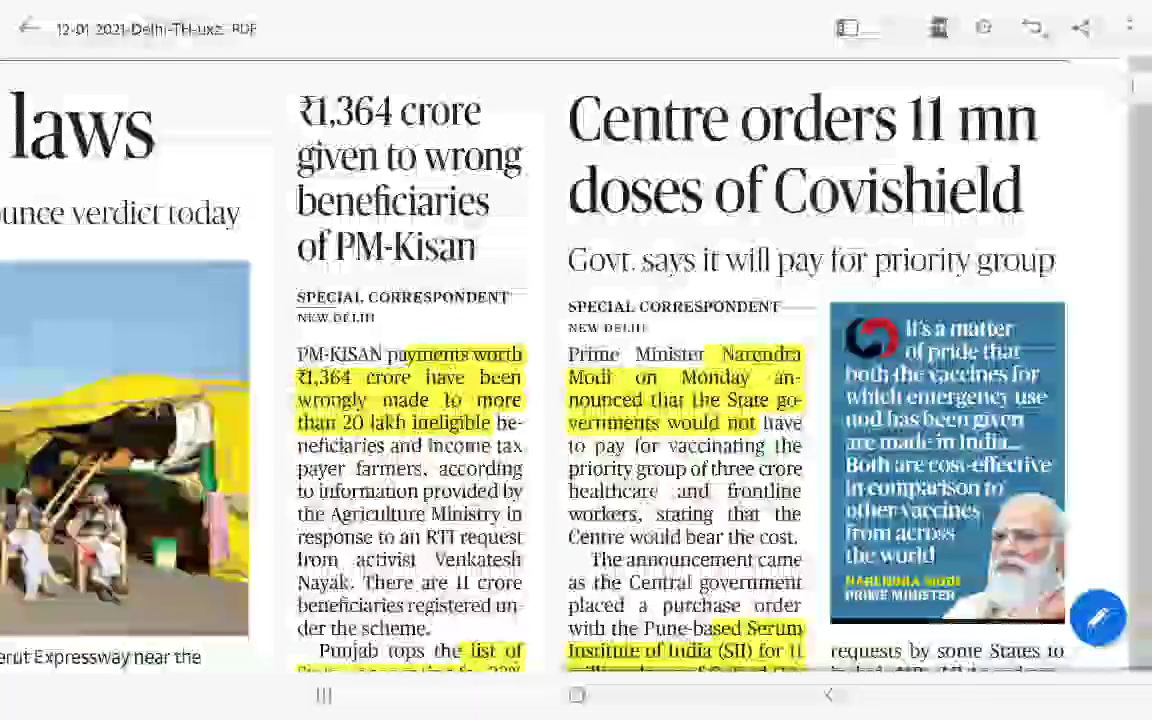 12-01 2021-Delhi-TH-uxz. PDF
laws
ounce verdict today
erut Expressway near the
₹1,364 crore
given to wrong
beneficiaries
of PM-Kisan
SPECIAL CORRESPONDENT
NEW DELHI
PM-KISAN payments worth
₹1,364 crore have been
wrongly made to more
than 20 lakh ineligible be-
neficiaries and income tax
payer farmers, according
to information provided by
the Agriculture Ministry in
response to an RTI request
from activist Venkatesh
Nayak. There are 11 crore
beneficiaries registered un-
der the scheme.
Punjab tops the list of
Centre orders 11 mn
doses of Covishield
Govt. says it will pay for priority group
SPECIAL CORRESPONDENT
NEW DELHI
Prime Minister Narendra
Modi on Monday an-
nounced that the State go-
vernments would not have
to pay for vaccinating the
priority group of three crore
healthcare and frontline
workers, stating that the
Centre would bear the cost.
The announcement came
as the Central government
placed a purchase order
with the Pune-based Serum
Institute of India (SII) for 11
It's a matter
of pride that
both the vaccines for
which emergency use
nod has been given
are made in India...
Both are cost-effective
in comparison to
other vaccines
from across
the world
NARENDRA MODI
PRIME MINISTER
requests by some States to